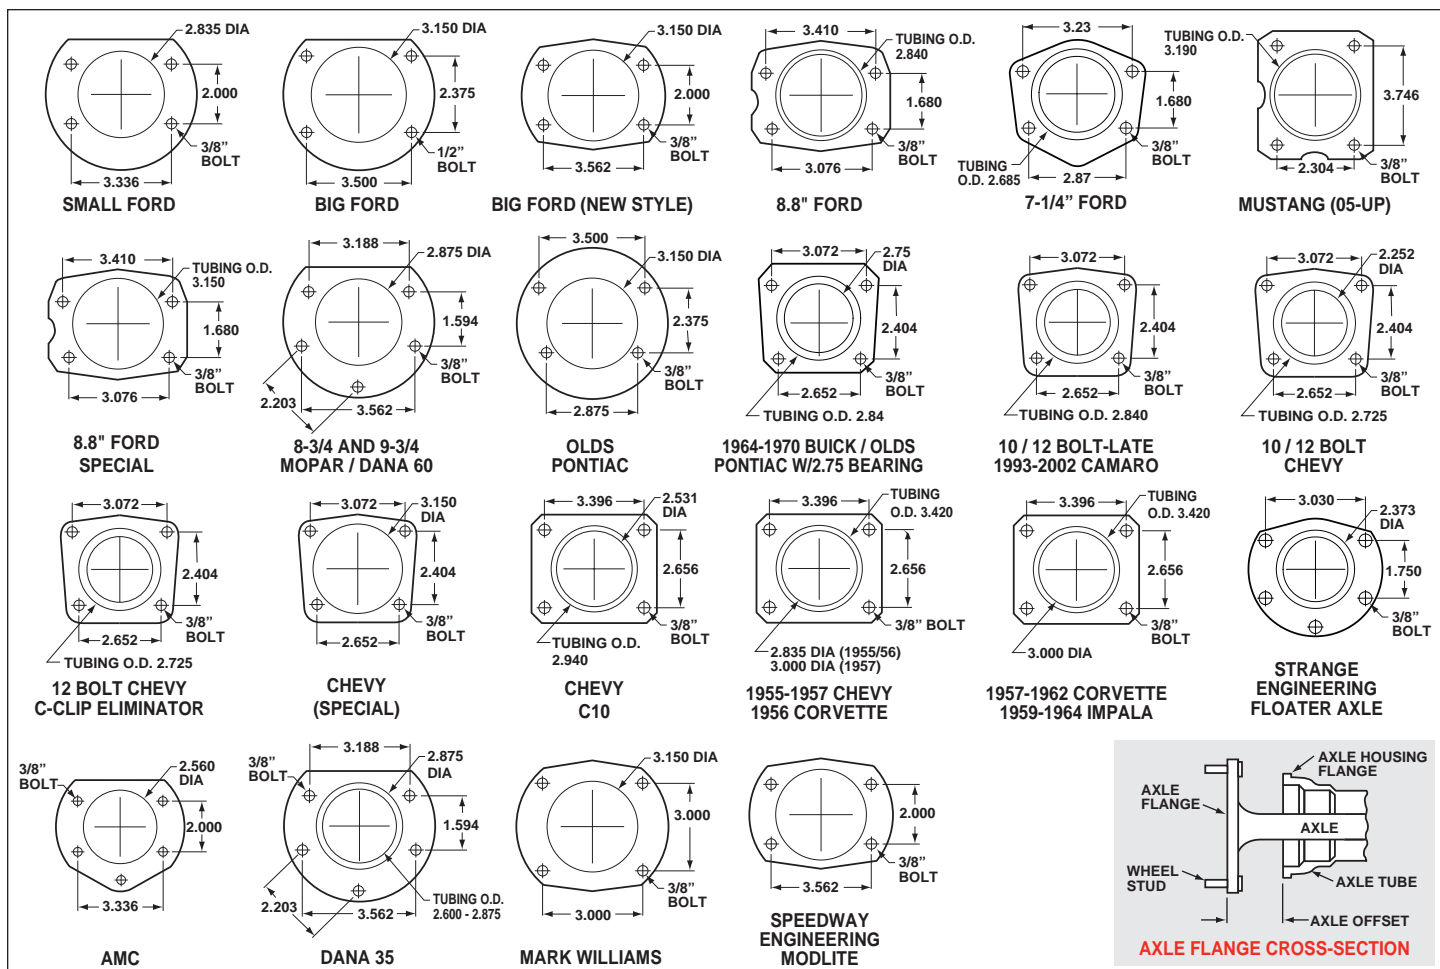 2.835 DIA
2.000
3/8”
BOLT
3.336
SMALL FORD
3.150 DIA
2.375
1/2”
BOLT
3.500
BIG FORD
3.150 DIA
2.000
3/8”
BOLT
3.562
BIG FORD (NEW STYLE)
3.410
TUBING O.D.
2.840
1.680
3/8”
BOLT
3.076
8.8" FORD
3.23
1.680
3/8”
BOLT
TUBING
O.D. 2.685
2.87
7-1/4” FORD
TUBING O.D.
3.190
3.746
3/8”
BOLT
2.304
MUSTANG (05-UP)
3.410
TUBING O.D.
3.150
1.680
3/8”
BOLT
3.076
8.8" FORD
SPECIAL
3.188
2.875 DIA
1.594
3/8”
BOLT
2.203
3.562
8-3/4 AND 9-3/4
MOPAR / DANA 60
3.500
3.150 DIA
2.375
3/8”
BOLT
2.875
OLDS
PONTIAC
3.072
2.75
DIA
2.404
3/8”
BOLT
2.652
TUBING O.D. 2.84
1964-1970 BUICK / OLDS
PONTIAC W/2.75 BEARING
3.072
2.404
3/8”
BOLT
2.652
TUBING O.D. 2.840
10 / 12 BOLT-LATE
1993-2002 CAMARO
3.072
2.252
DIA
2.404
3/8”
BOLT
2.652
TUBING O.D. 2.725
10 / 12 BOLT
CHEVY
3.072
2.404
3/8”
BOLT
2.652
TUBING O.D. 2.725
12 BOLT CHEVY
C-CLIP ELIMINATOR
3.072
3.150
DIA
2.404
3/8”
BOLT
2.652
CHEVY
(SPECIAL)
3.396
2.531
DIA
2.656
3/8”
BOLT
TUBING O.D.
2.940
CHEVY
C10
3.396
TUBING
O.D. 3.420
2.656
3/8” BOLT
2.835 DIA (1955/56)
3.000 DIA (1957)
1955-1957 CHEVY
1956 CORVETTE
3.396
TUBING
O.D. 3.420
2.656
3/8”
BOLT
3.000 DIA
1957-1962 CORVETTE
1959-1964 IMPALA
3.030
2.373
DIA
1.750
3/8”
BOLT
STRANGE
ENGINEERING
FLOATER AXLE
3/8”
BOLT
2.560
DIA
2.000
3.336
AMC
3/8”
BOLT
3.188
2.875
DIA
1.594
2.203
3.562
TUBING O.D.
2.600 - 2.875
DANA 35
3.150 DIA
3.000
3/8”
BOLT
3.000
MARK WILLIAMS
2.000
3/8”
BOLT
3.562
SPEEDWAY
ENGINEERING
MODLITE
AXLE HOUSING
FLANGE
AXLE
FLANGE
AXLE
WHEEL
STUD
AXLE TUBE
AXLE OFFSET
AXLE FLANGE CROSS-SECTION